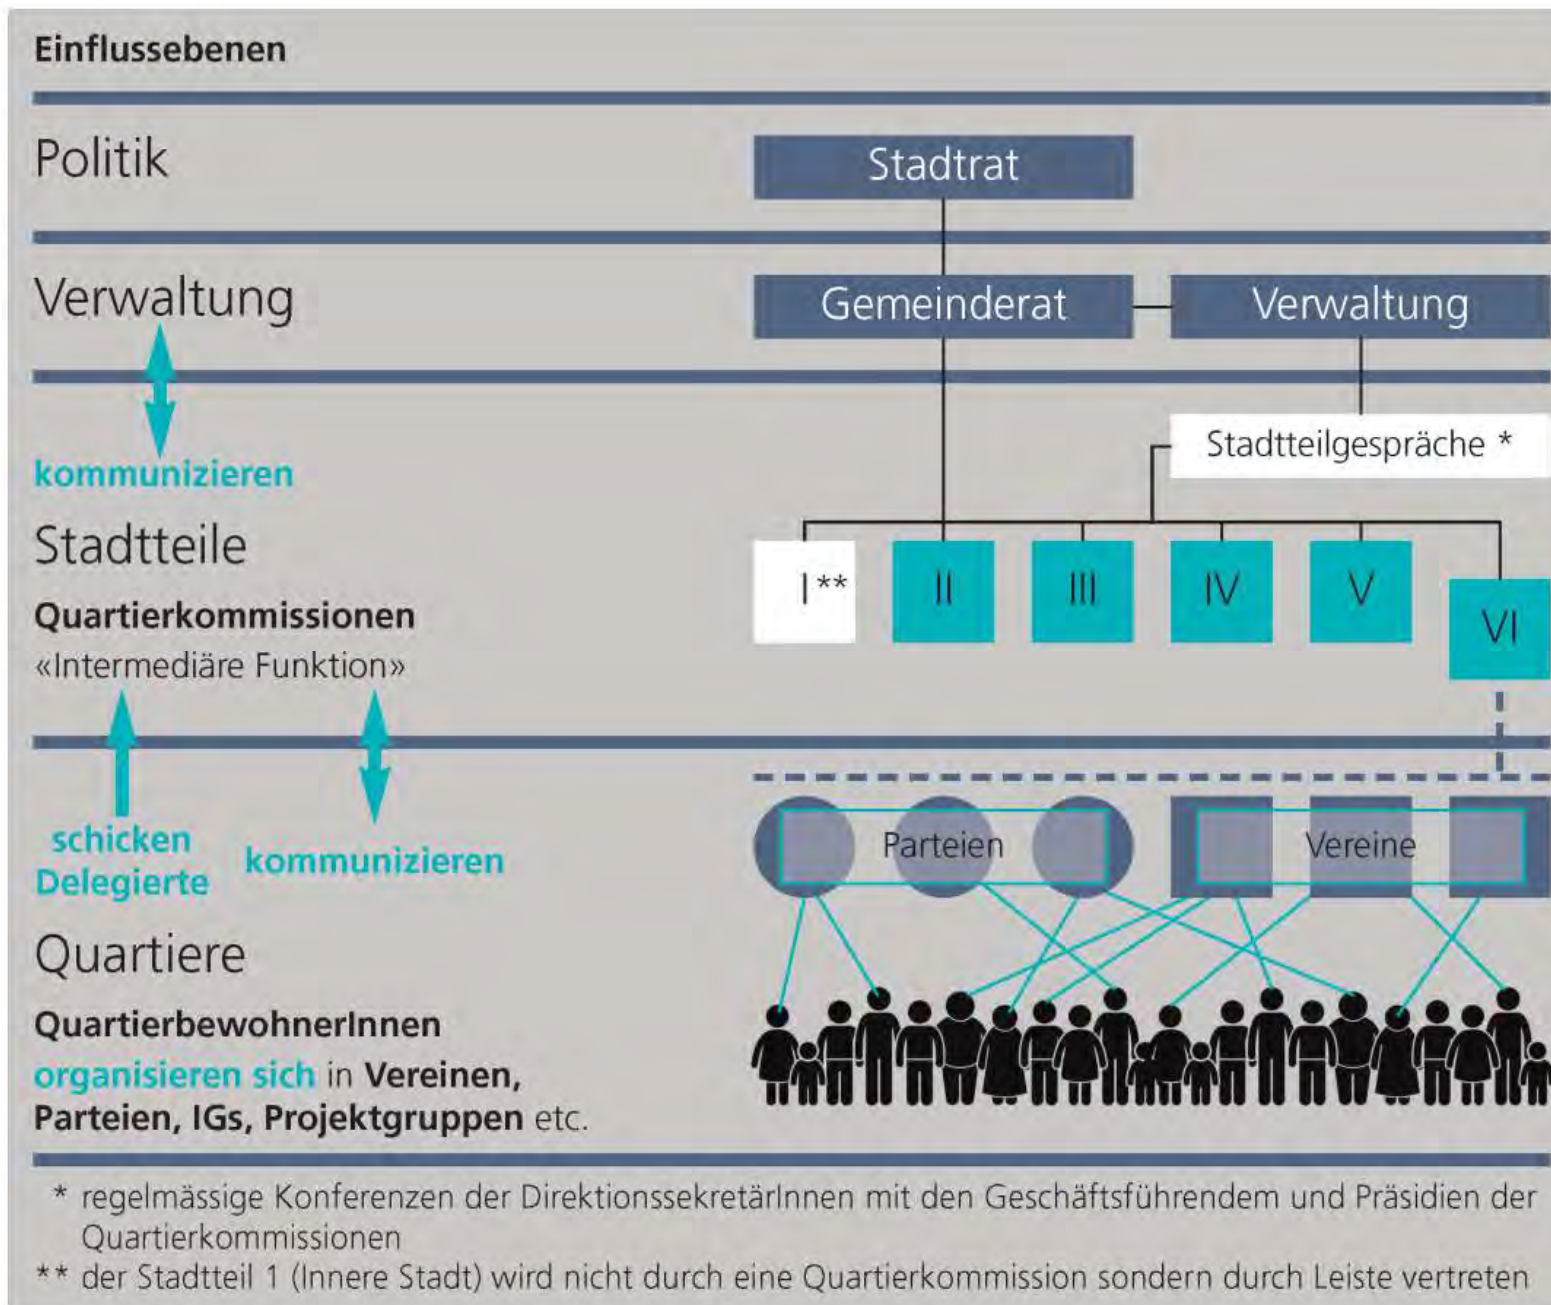 Einflussebenen
Politik
Stadtrat
Verwaltung
Gemeinderat
Verwaltung
Stadtteilgespräche *
kommunizieren
Stadtteile
I**
II
III
IV
V
VI
Quartierkommissionen
«Intermediäre Funktion»
schicken
Delegierte
kommunizieren
Parteien
Vereine
Quartiere
QuartierbewohnerInnen
organisieren sich in Vereinen,
Parteien, IGs, Projektgruppen etc.
* regelmässige Konferenzen der DirektionssekretärInnen mit den Geschäftsführendem und Präsidien der
Quartierkommissionen
** der Stadtteil 1 (Innere Stadt) wird nicht durch eine Quartierkommission sondern durch Leiste vertreten